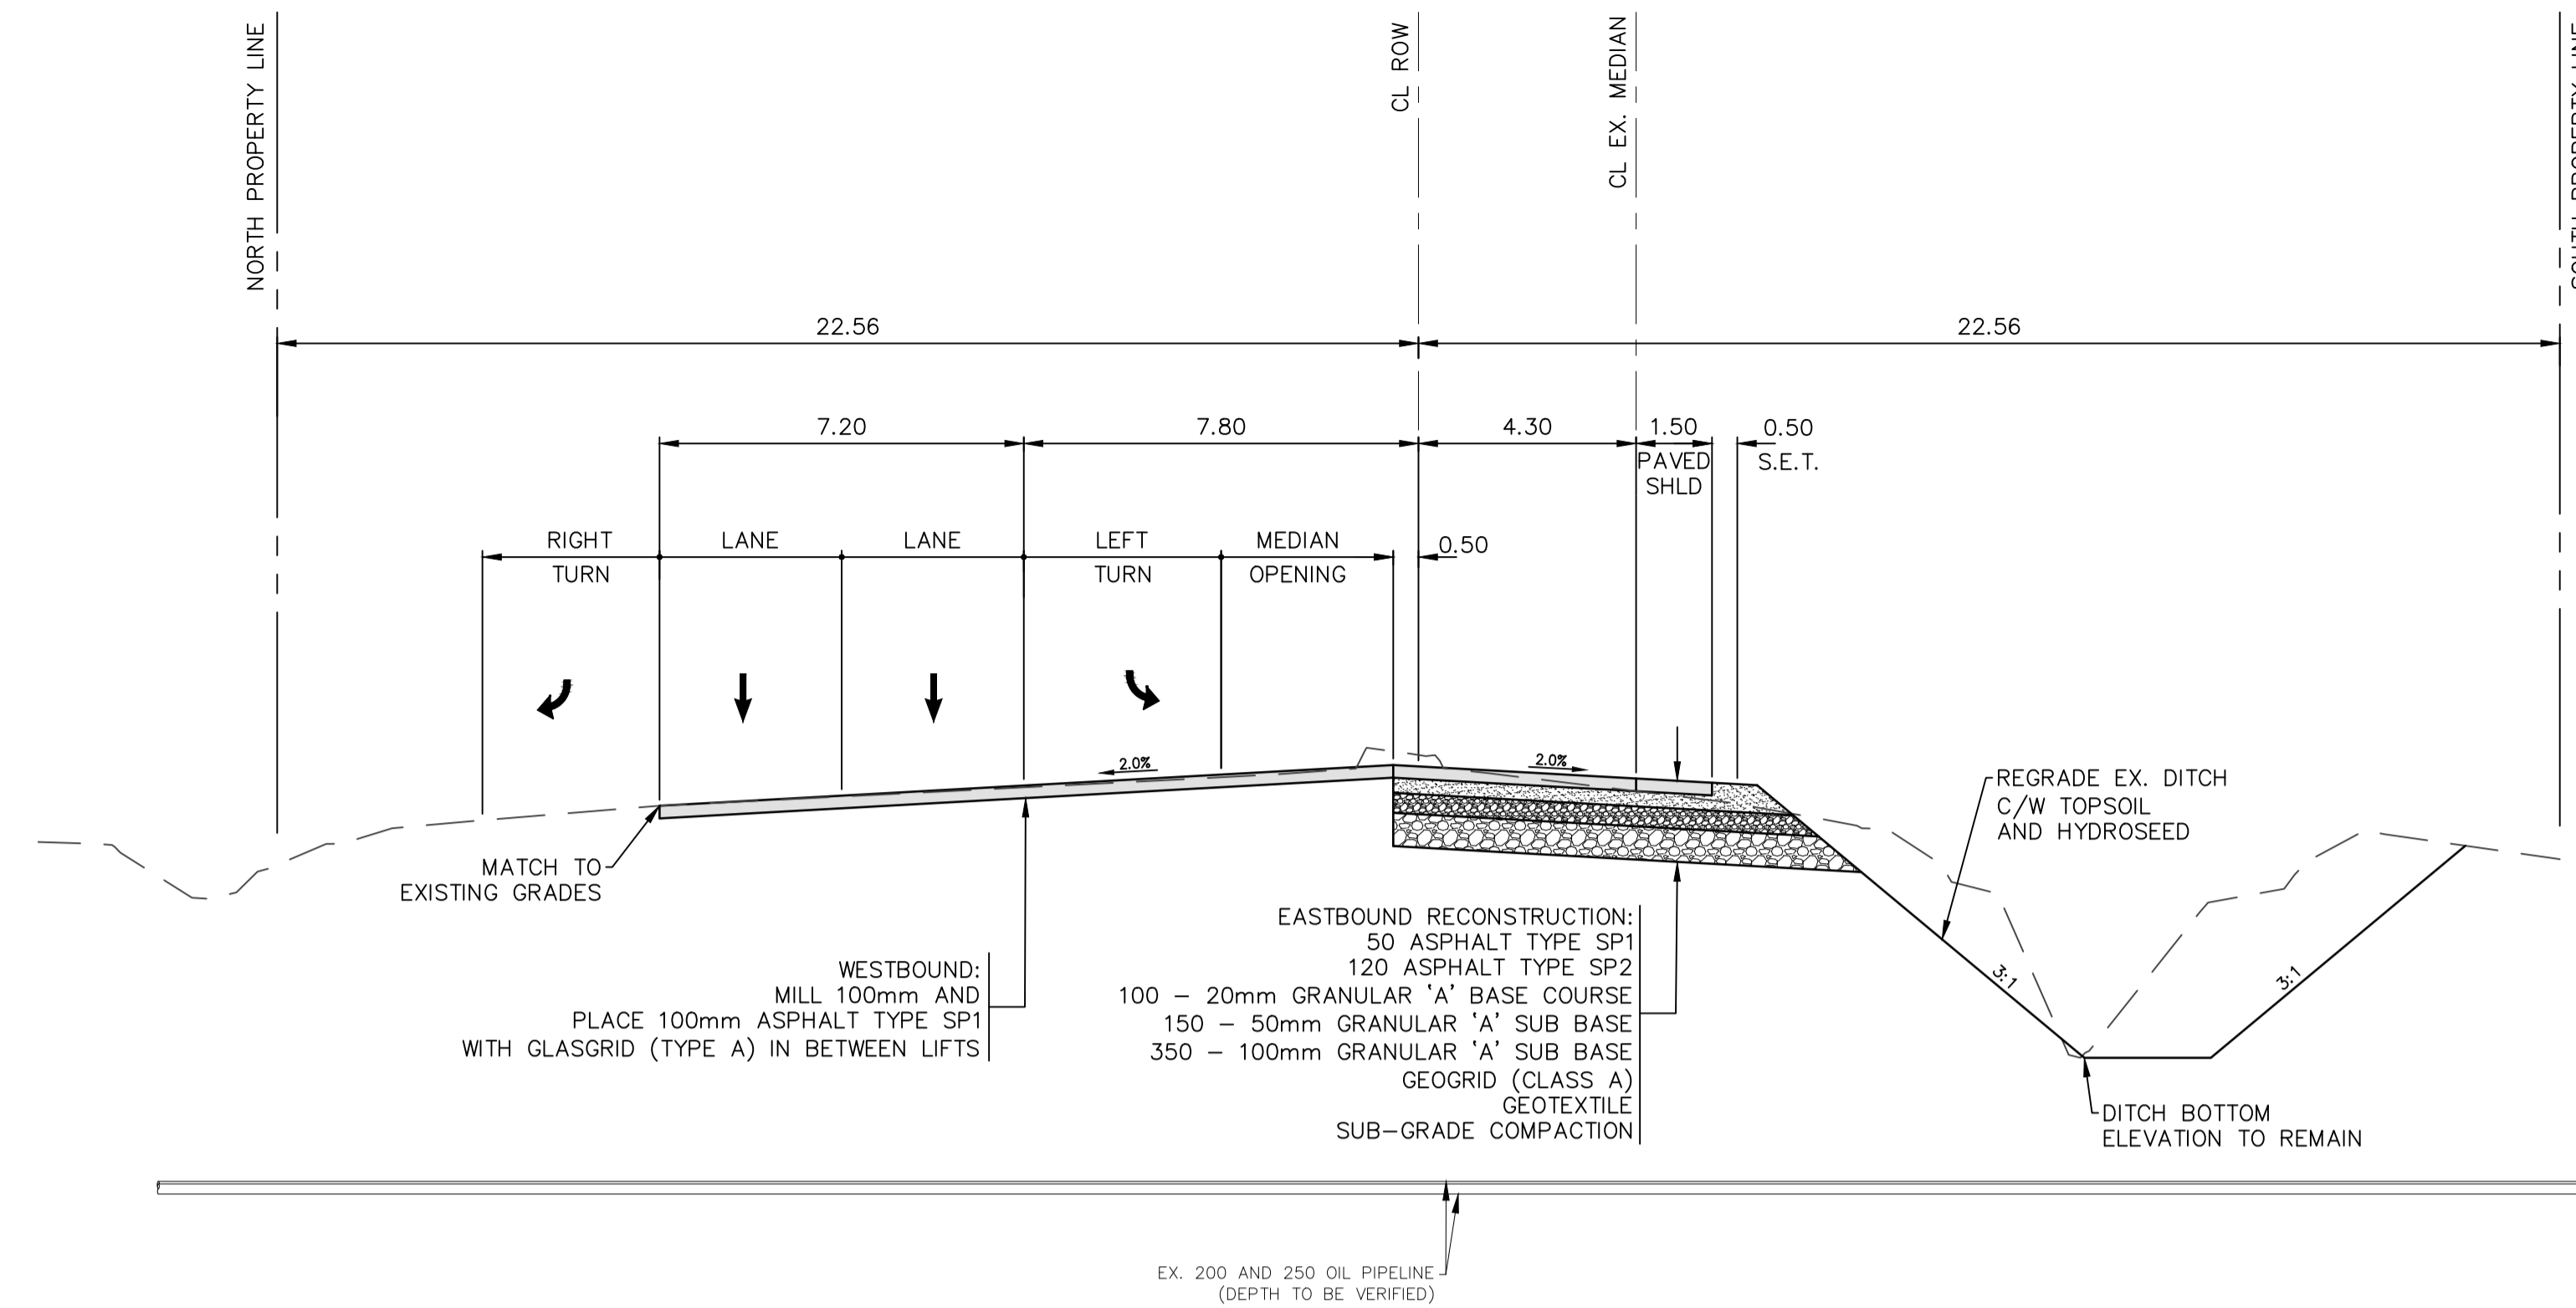 NORTH PROPERTY LINE
CL ROW
CL EX. MEDIAN
SOUTH PROPERTY LINE
22.56
22.56
7.20
7.80
4.30
1.50
0.50
PAVED
SHLD
S.E.T.
RIGHT
TURN
LANE
LANE
LEFT
TURN
MEDIAN
OPENING
0.50
2.0%
2.0%
MATCH TO
EXISTING GRADES
REGRADE EX. DITCH
C/W TOPSOIL
AND HYDROSEED
WESTBOUND:
MILL 100mm AND
PLACE 100mm ASPHALT TYPE SP1
WITH GLASGRID (TYPE A) IN BETWEEN LIFTS
EASTBOUND RECONSTRUCTION:
50 ASPHALT TYPE SP1
120 ASPHALT TYPE SP2
100 – 20mm GRANULAR ‘A’ BASE COURSE
150 – 50mm GRANULAR ‘A’ SUB BASE
350 – 100mm GRANULAR ‘A’ SUB BASE
GEOGRID (CLASS A)
GEOTEXTILE
SUB–GRADE COMPACTION
3:1
3:1
DITCH BOTTOM
ELEVATION TO REMAIN
EX. 200 AND 250 OIL PIPELINE
(DEPTH TO BE VERIFIED)